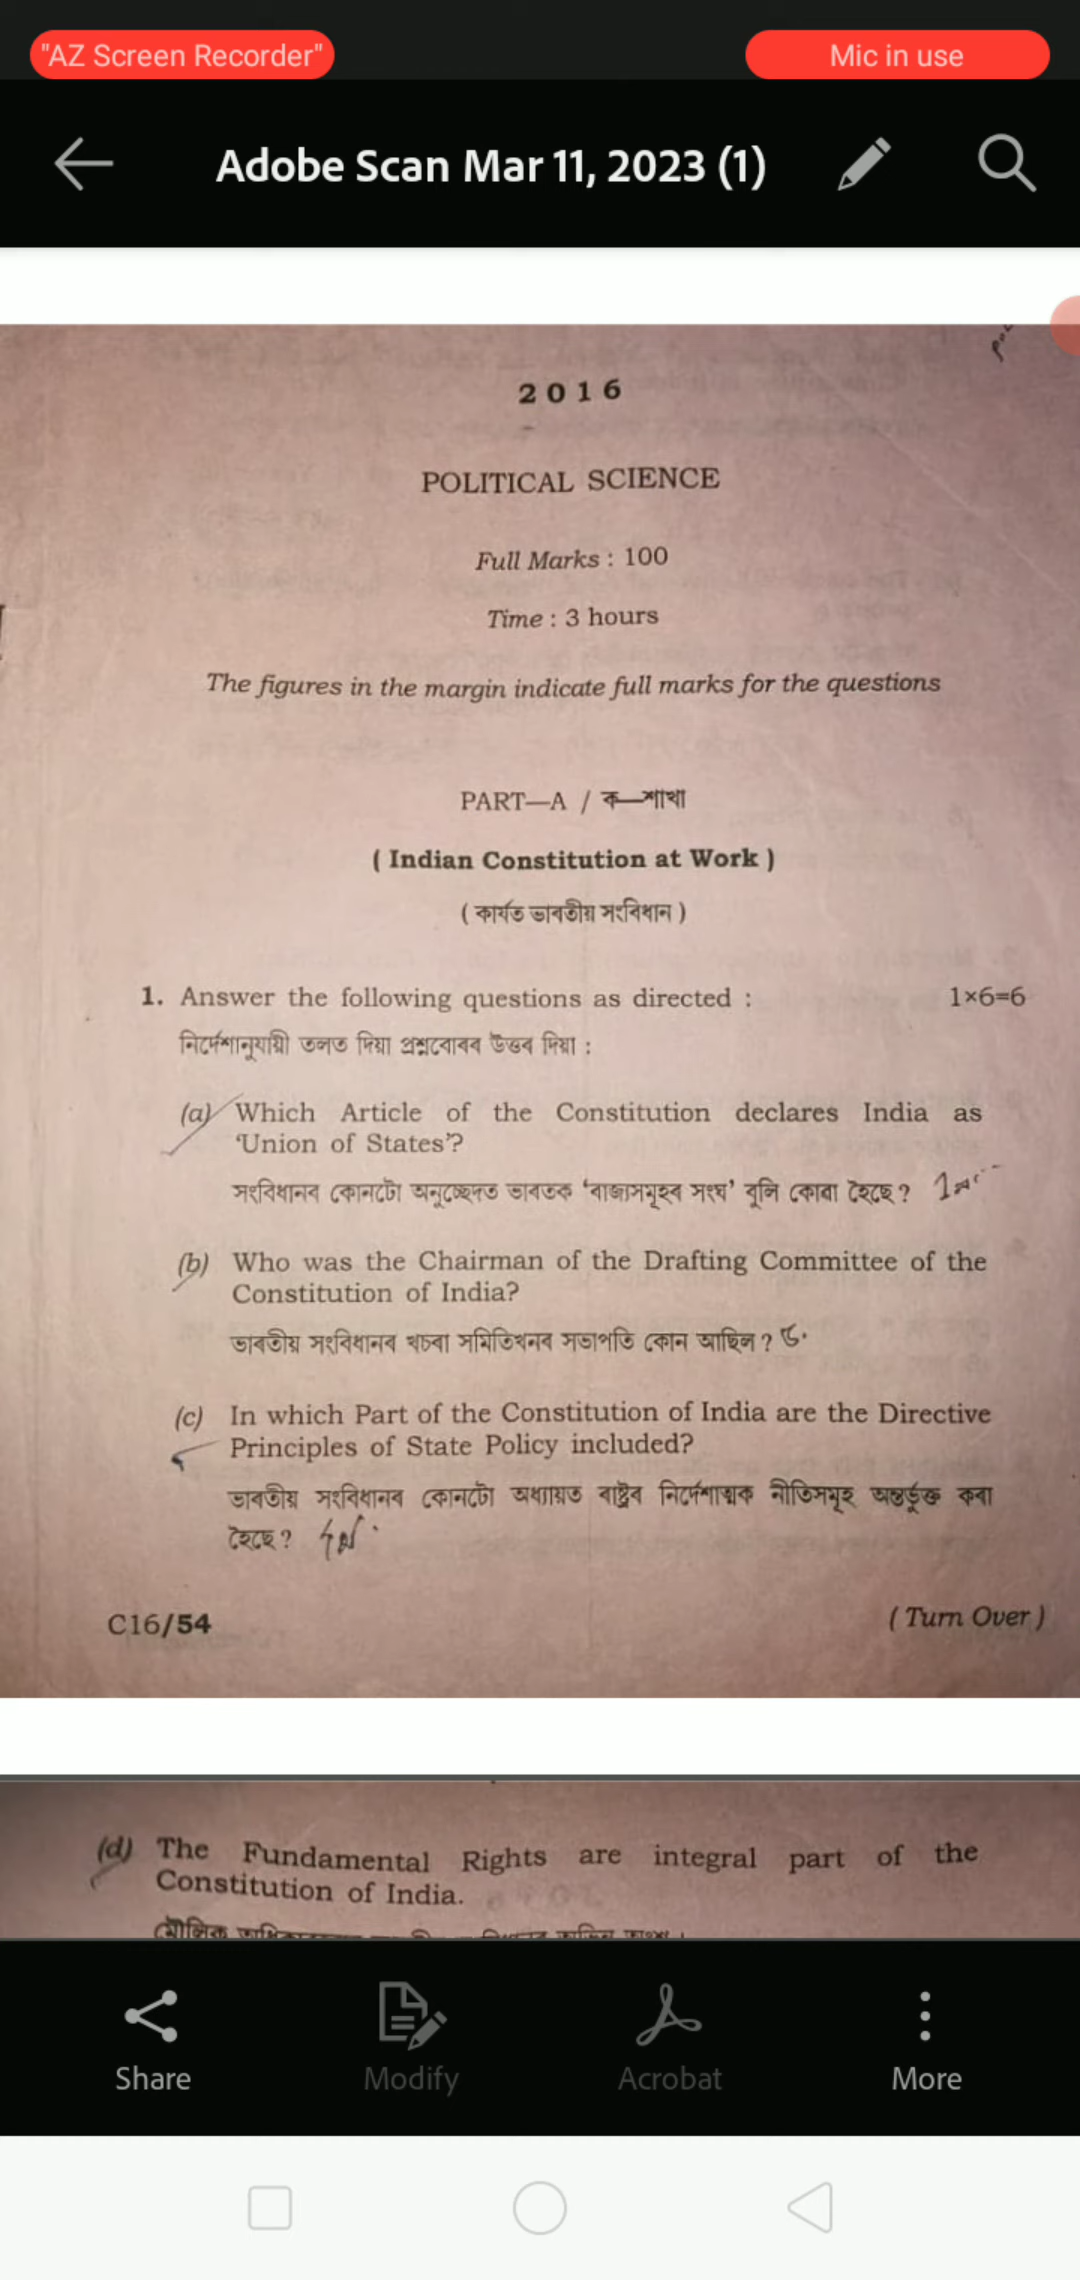 "AZ Screen Recorder"
Mic in use
Adobe Scan Mar 11, 2023 (1)
2016
POLITICAL SCIENCE
Full Marks : 100
Time : 3 hours
The figures in the margin indicate full marks for the questions
PART—A / ক—শাখা
( Indian Constitution at Work )
( কাৰ্যত ভাৰতীয় সংবিধান )
1. Answer the following questions as directed : 1×6=6
নিৰ্দেশানুযায়ী তলত দিয়া প্ৰশ্নবোৰৰ উত্তৰ দিয়া :
(a) Which Article of the Constitution declares India as
‘Union of States’?
সংবিধানৰ কোনটো অনুচ্ছেদত ভাৰতক ‘ৰাজ্যসমূহৰ সংঘ’ বুলি কোৱা হৈছে ?
(b) Who was the Chairman of the Drafting Committee of the
Constitution of India?
ভাৰতীয় সংবিধানৰ খচৰা সমিতিখনৰ সভাপতি কোন আছিল ? ড.
(c) In which Part of the Constitution of India are the Directive
Principles of State Policy included?
ভাৰতীয় সংবিধানৰ কোনটো অধ্যায়ত ৰাষ্ট্ৰৰ নিৰ্দেশাত্মক নীতিসমূহ অন্তৰ্ভুক্ত কৰা
হৈছে ?
C16/54 ( Turn Over )
(d) The Fundamental Rights are integral part of the
Constitution of India.
মৌলিক
Share Modify Acrobat More